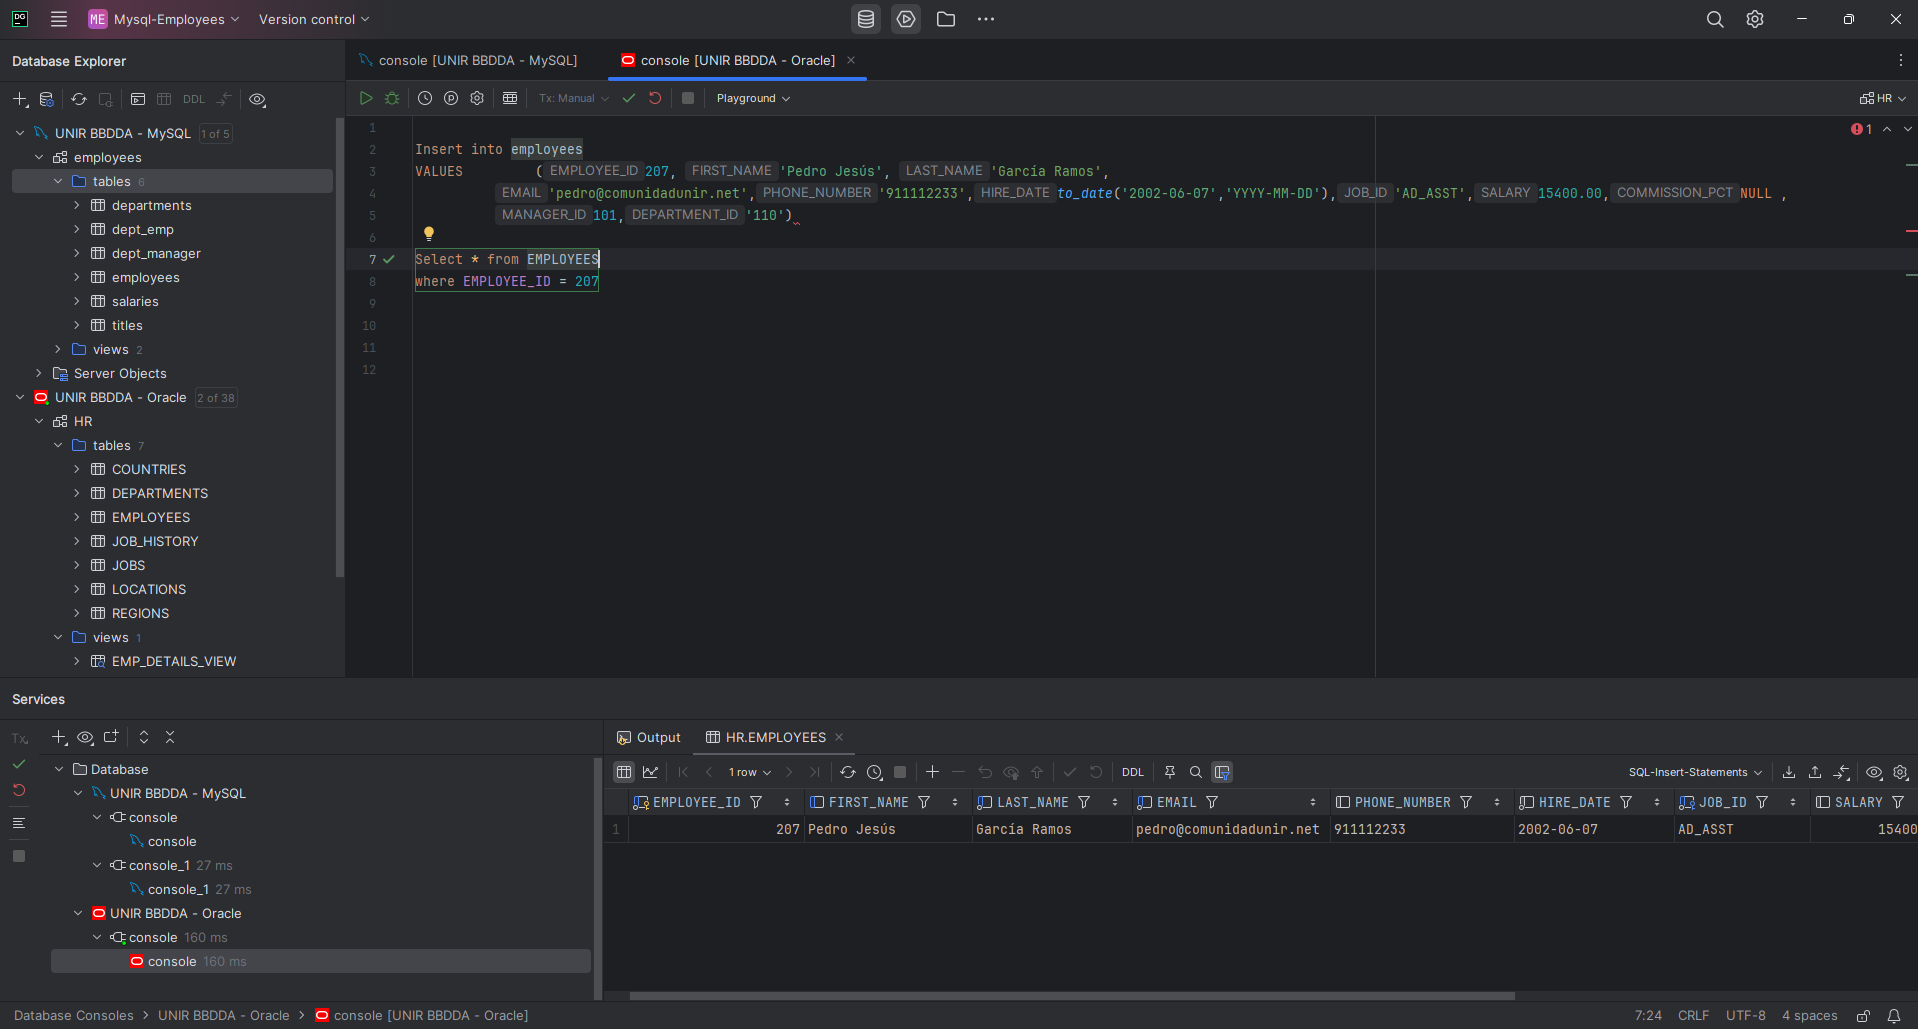 DG ME Mysql-Employees Version control
Database Explorer
console [UNIR BBDDA - MySQL] console [UNIR BBDDA - Oracle]
DDL
Tx: Manual Playground HR
UNIR BBDDA - MySQL 1 of 5
employees
tables 6
departments
dept_emp
dept_manager
employees
salaries
titles
views 2
Server Objects
UNIR BBDDA - Oracle 2 of 38
HR
tables 7
COUNTRIES
DEPARTMENTS
EMPLOYEES
JOB_HISTORY
JOBS
LOCATIONS
REGIONS
views 1
EMP_DETAILS_VIEW
1
2 Insert into employees
3 VALUES ( EMPLOYEE_ID 207, FIRST_NAME 'Pedro Jesús', LAST_NAME 'García Ramos',
4 EMAIL 'pedro@comunidadunir.net', PHONE_NUMBER '911112233', HIRE_DATE to_date('2002-06-07','YYYY-MM-DD'), JOB_ID 'AD_ASST', SALARY 15400.00, COMMISSION_PCT NULL ,
5 MANAGER_ID 101, DEPARTMENT_ID '110')
6
7 Select * from EMPLOYEES
8 where EMPLOYEE_ID = 207
9
10
11
12
1
Services
Tx
Database
UNIR BBDDA - MySQL
console
console
console_1 27 ms
console_1 27 ms
UNIR BBDDA - Oracle
console 160 ms
console 160 ms
Output HR.EMPLOYEES
1 row DDL SQL-Insert-Statements
EMPLOYEE_ID FIRST_NAME LAST_NAME EMAIL PHONE_NUMBER HIRE_DATE JOB_ID SALARY
1 207 Pedro Jesús García Ramos pedro@comunidadunir.net 911112233 2002-06-07 AD_ASST 15400
Database Consoles > UNIR BBDDA - Oracle > console [UNIR BBDDA - Oracle]
7:24 CRLF UTF-8 4 spaces